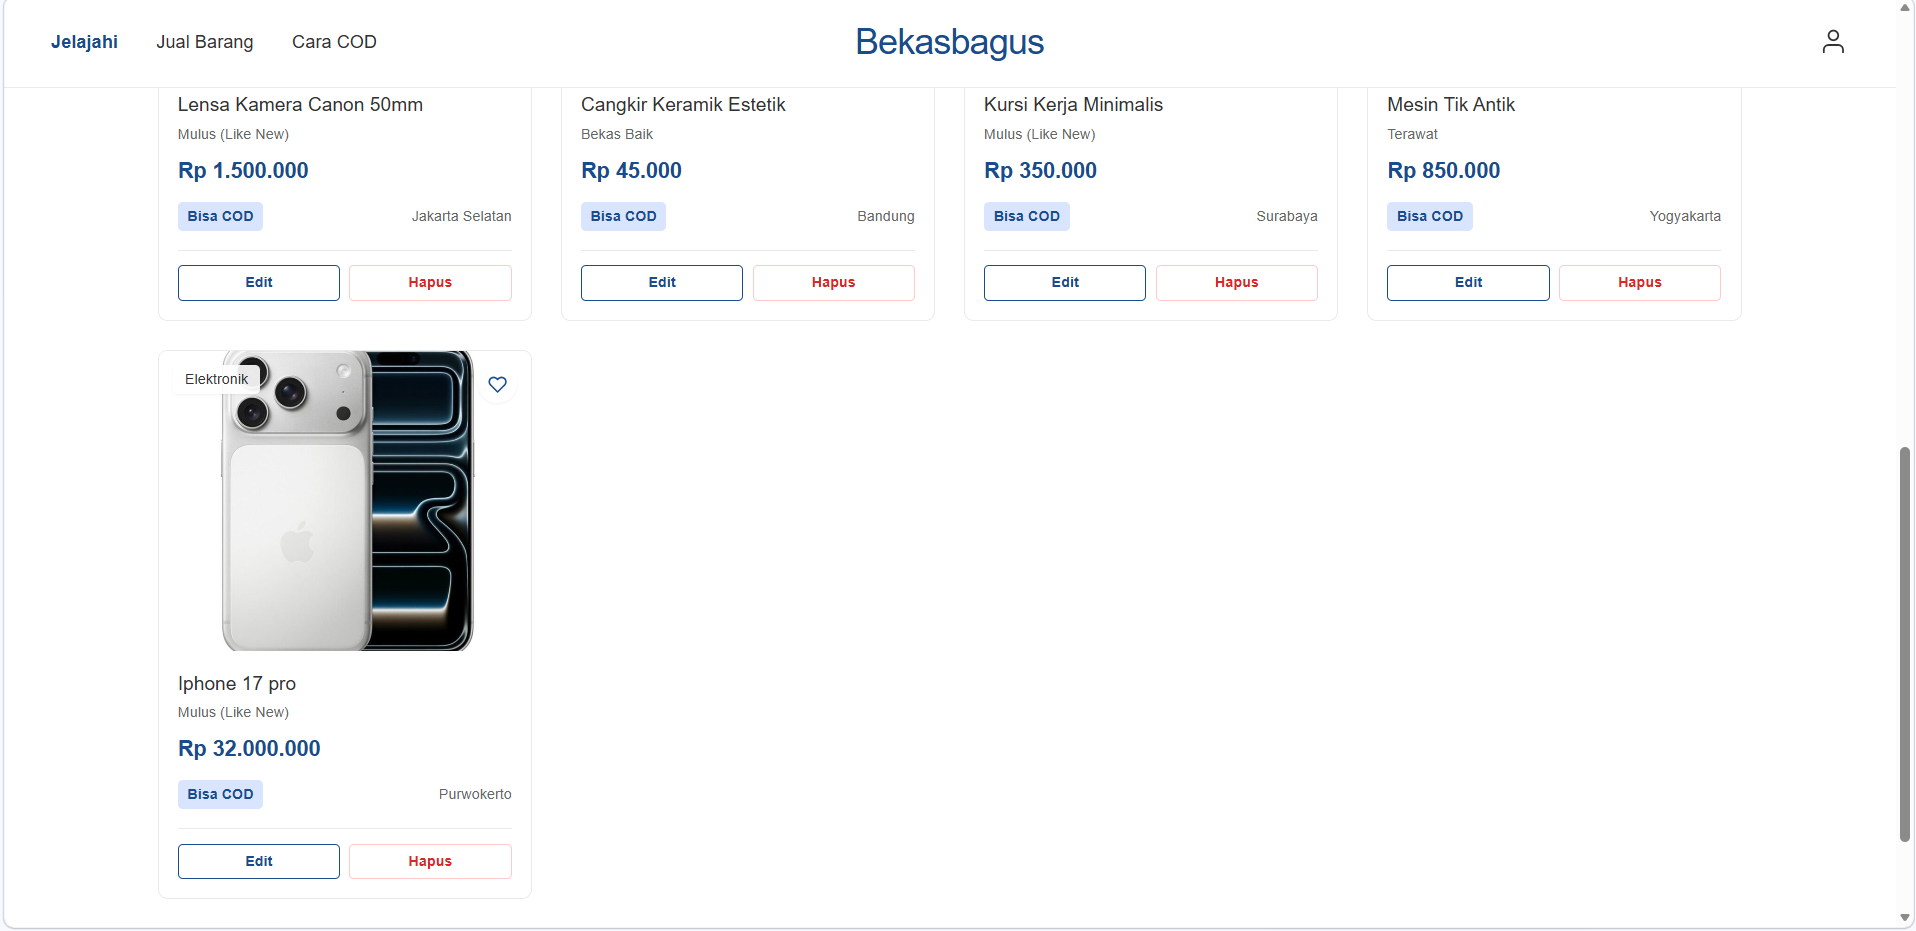 Jelajahi
Jual Barang
Cara COD
Bekasbagus
Lensa Kamera Canon 50mm
Mulus (Like New)
Rp 1.500.000
Bisa COD
Jakarta Selatan
Edit
Hapus
Cangkir Keramik Estetik
Bekas Baik
Rp 45.000
Bisa COD
Bandung
Edit
Hapus
Kursi Kerja Minimalis
Mulus (Like New)
Rp 350.000
Bisa COD
Surabaya
Edit
Hapus
Mesin Tik Antik
Terawat
Rp 850.000
Bisa COD
Yogyakarta
Edit
Hapus
Elektronik
Iphone 17 pro
Mulus (Like New)
Rp 32.000.000
Bisa COD
Purwokerto
Edit
Hapus